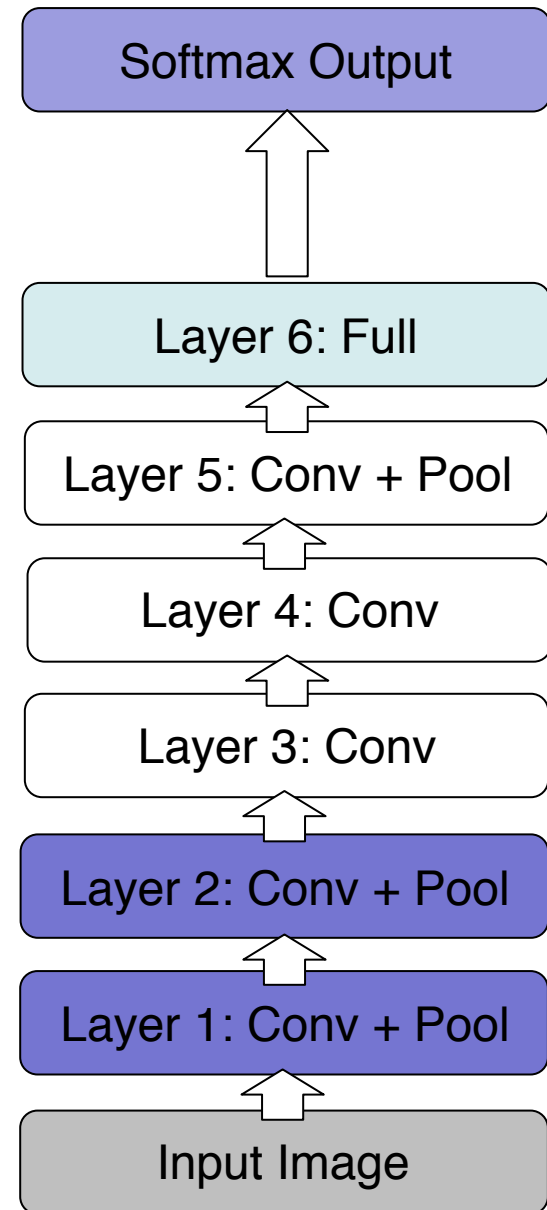 Softmax Output
Layer 6: Full
Layer 5: Conv + Pool
Layer 4: Conv
Layer 3: Conv
Layer 2: Conv + Pool
Layer 1: Conv + Pool
Input Image